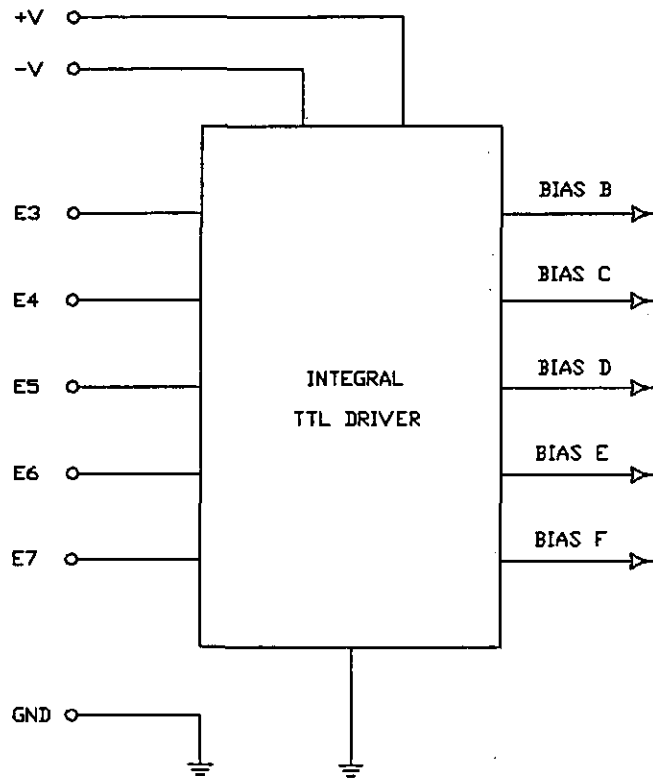 +V
-V
E3
BIAS B
E4
BIAS C
E5
INTEGRAL
TTL DRIVER
BIAS D
E6
BIAS E
E7
BIAS F
GND